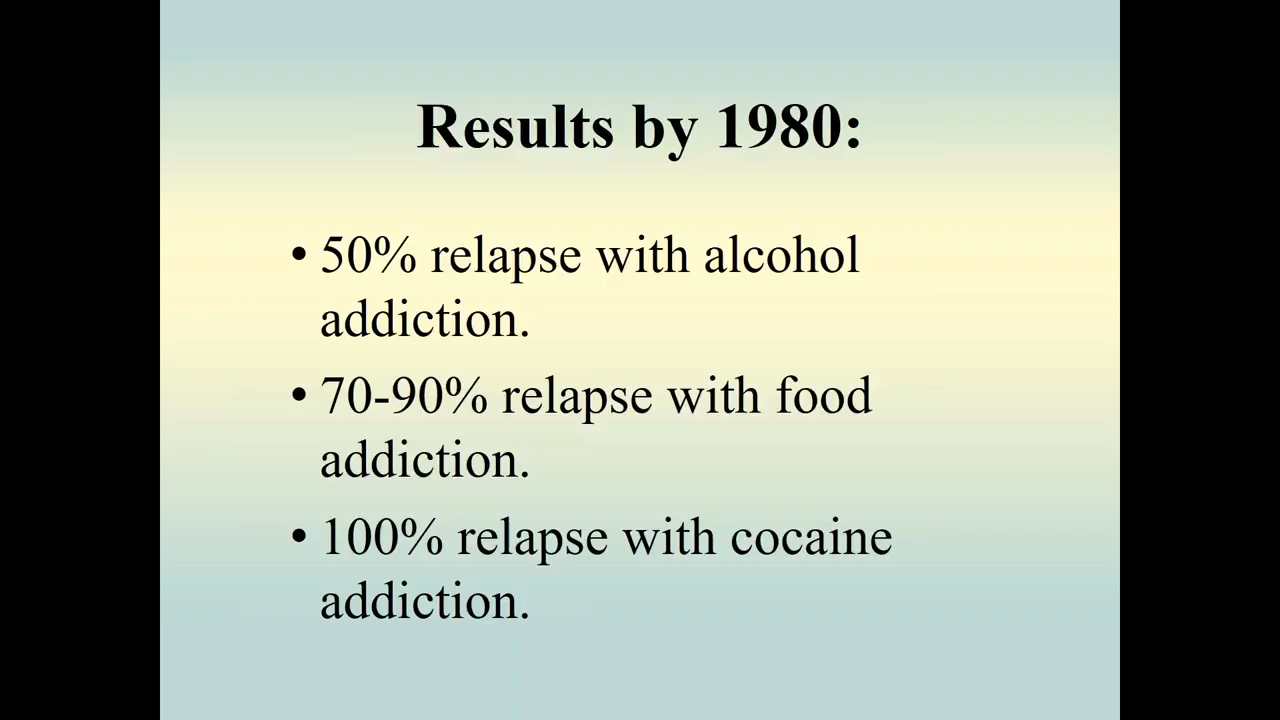 Results by 1980:
• 50% relapse with alcohol
addiction.
• 70-90% relapse with food
addiction.
• 100% relapse with cocaine
addiction.